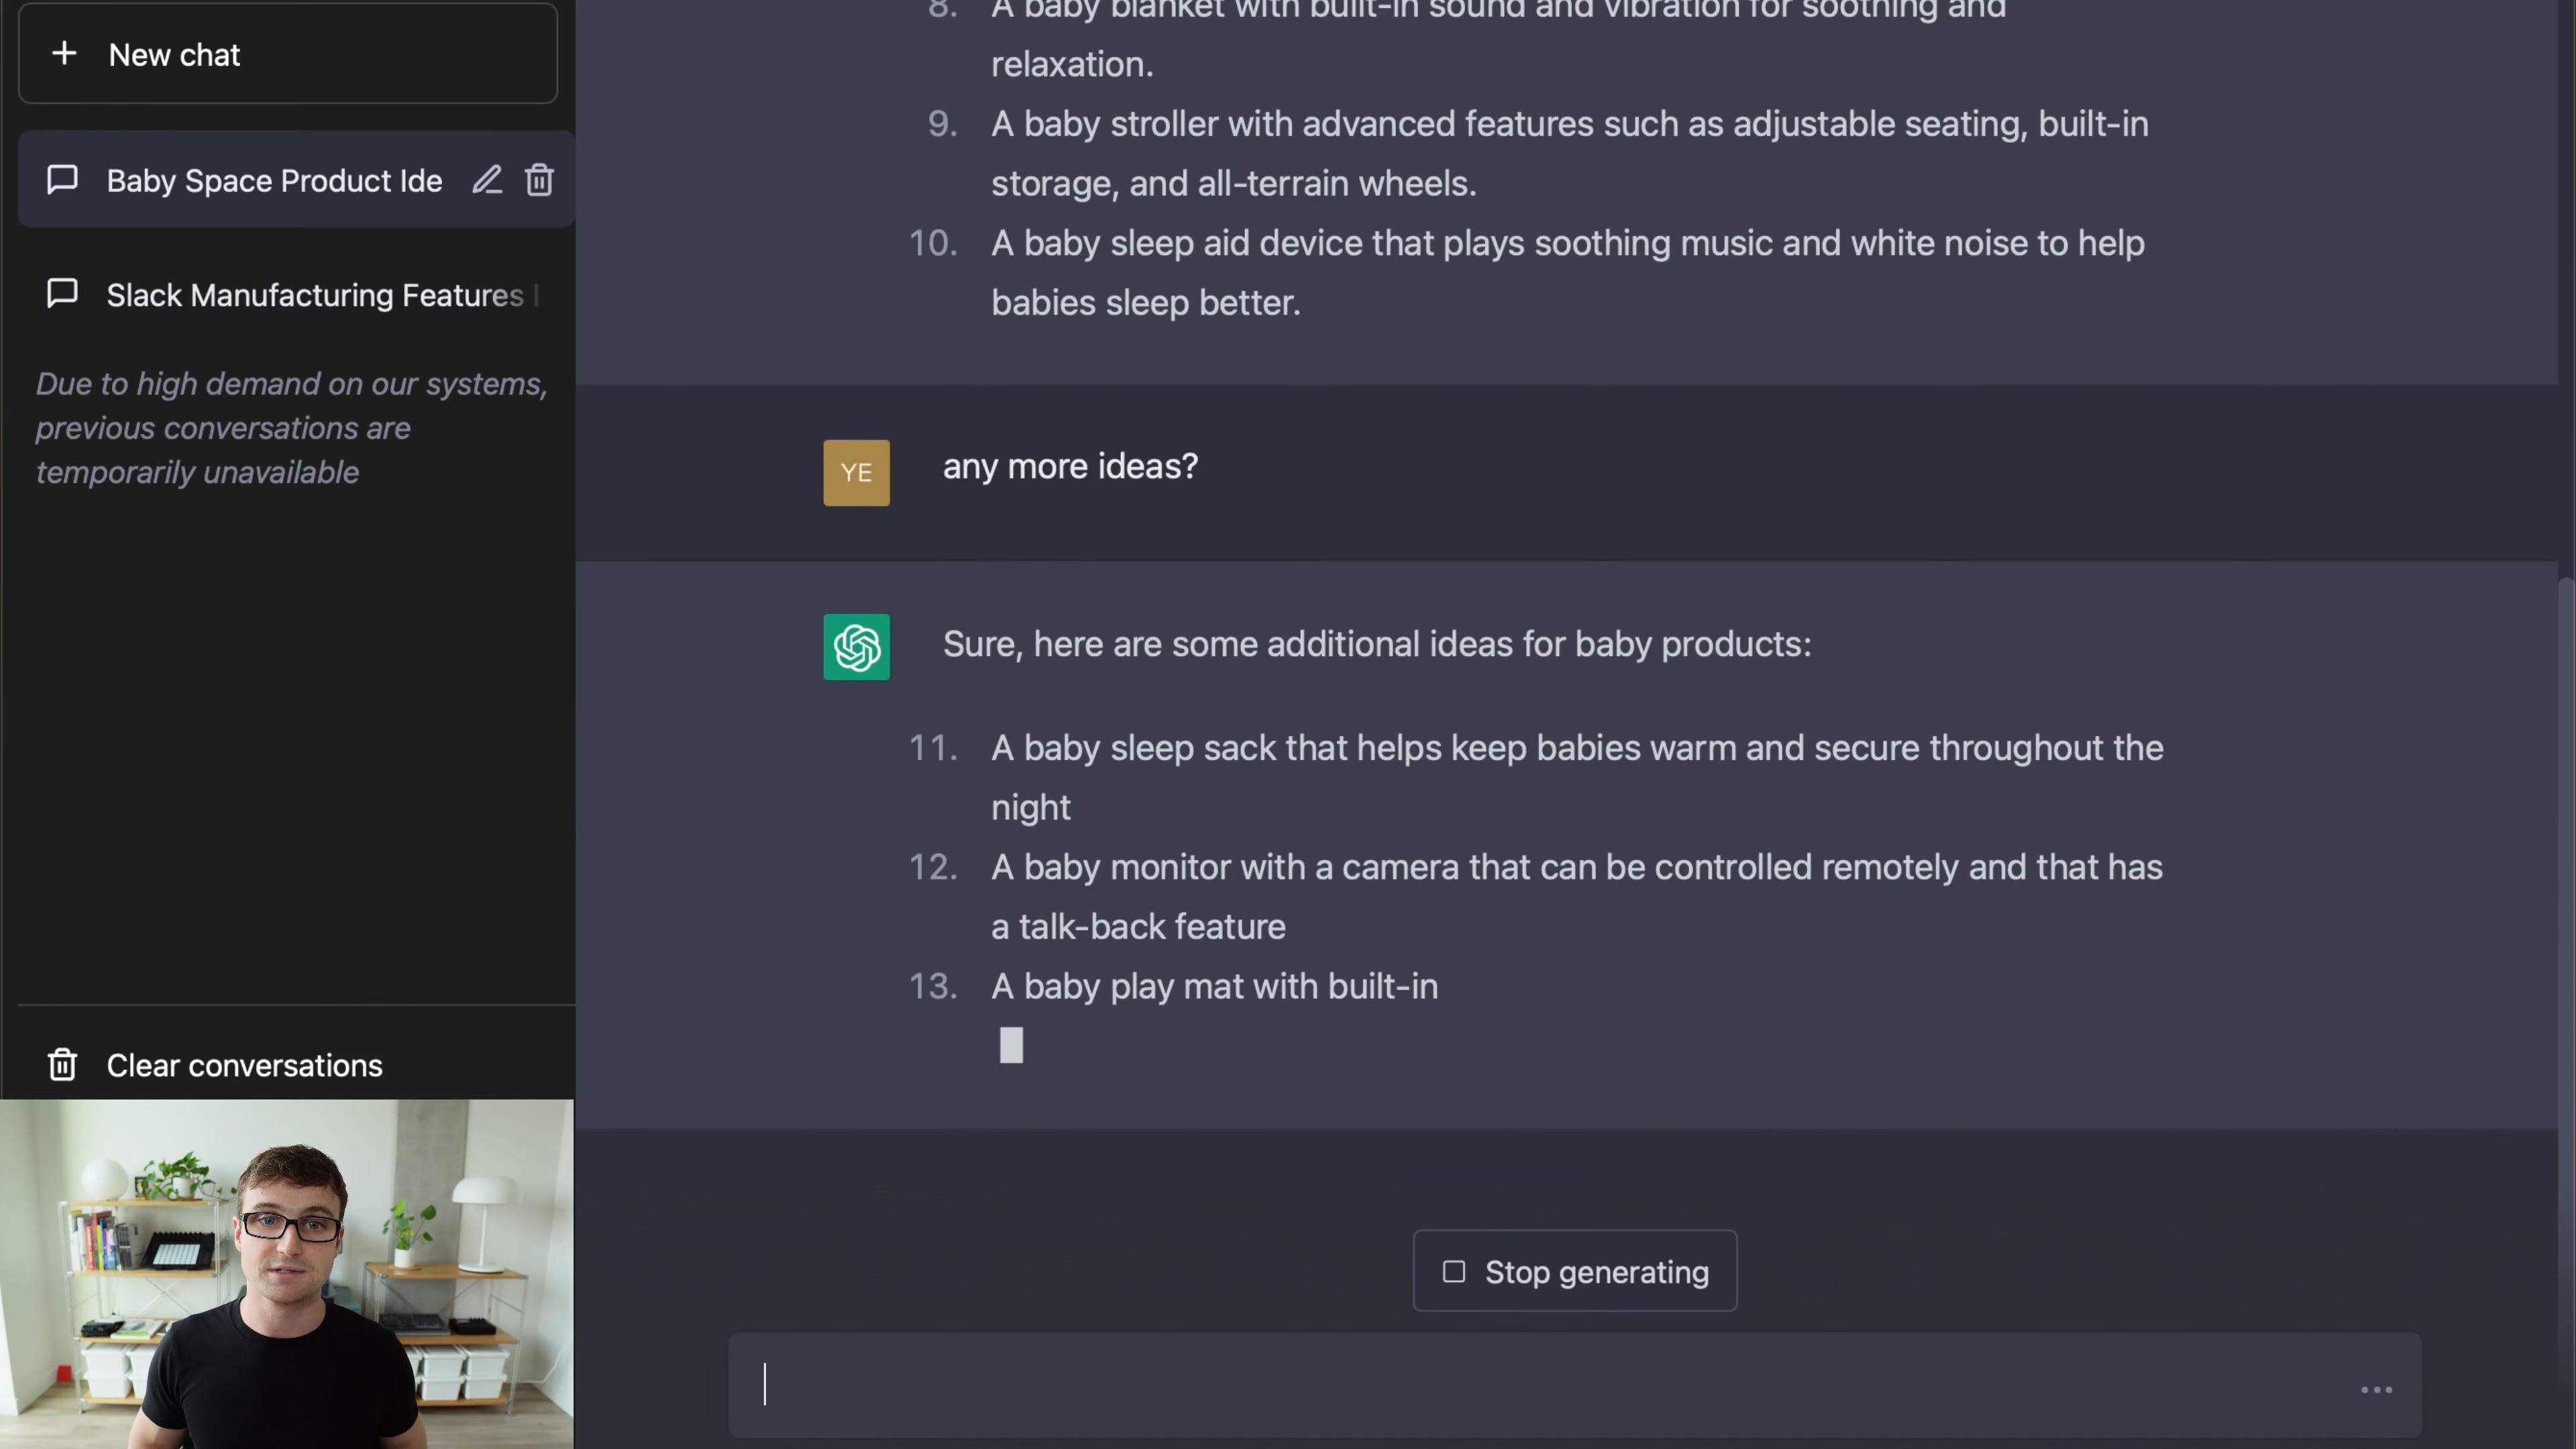 New chat
Baby Space Product Ide
Slack Manufacturing Features
Due to high demand on our systems,
previous conversations are
temporarily unavailable
Clear conversations
8. A baby blanket with built-in sound and vibration for soothing and
relaxation.
9. A baby stroller with advanced features such as adjustable seating, built-in
storage, and all-terrain wheels.
10. A baby sleep aid device that plays soothing music and white noise to help
babies sleep better.
YE
any more ideas?
Sure, here are some additional ideas for baby products:
11. A baby sleep sack that helps keep babies warm and secure throughout the
night
12. A baby monitor with a camera that can be controlled remotely and that has
a talk-back feature
13. A baby play mat with built-in
Stop generating